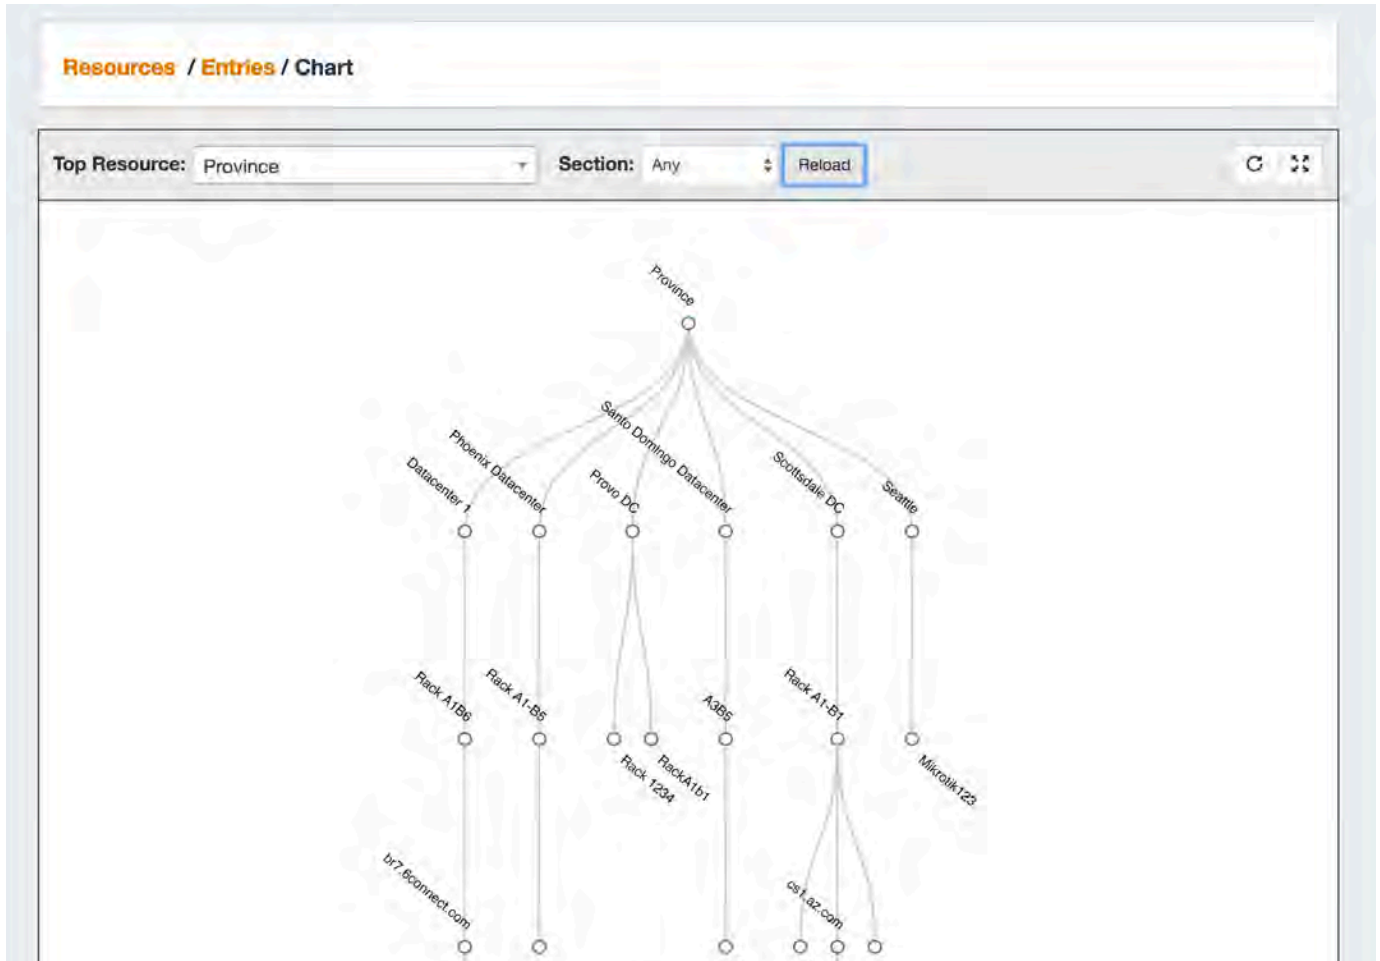 Resources / Entries / Chart
Top Resource: Province Section: Any Reload
Province
Santo Domingo Datacenter
Phoenix Datacenter
Datacenter 1
Provo DC
Scottsdale DC
Seattle
Rack A1B6
Rack A1-B5
A3B5
Rack A1-B1
Rack 1234
RackA1b1
Mikrotik123
br7.6connect.com
cs1.az.com